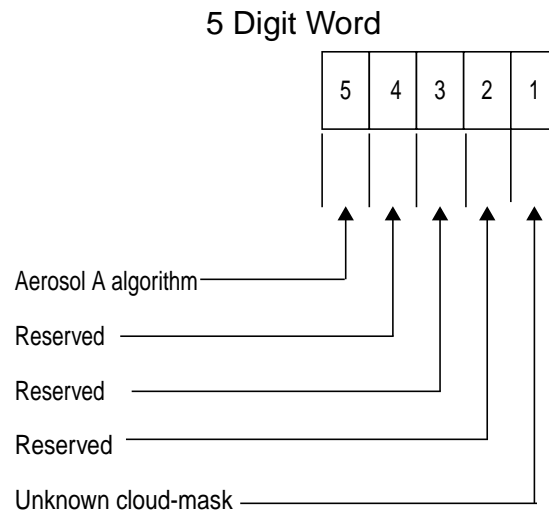 5 Digit Word
5 4 3 2 1
Aerosol A algorithm
Reserved
Reserved
Reserved
Unknown cloud-mask